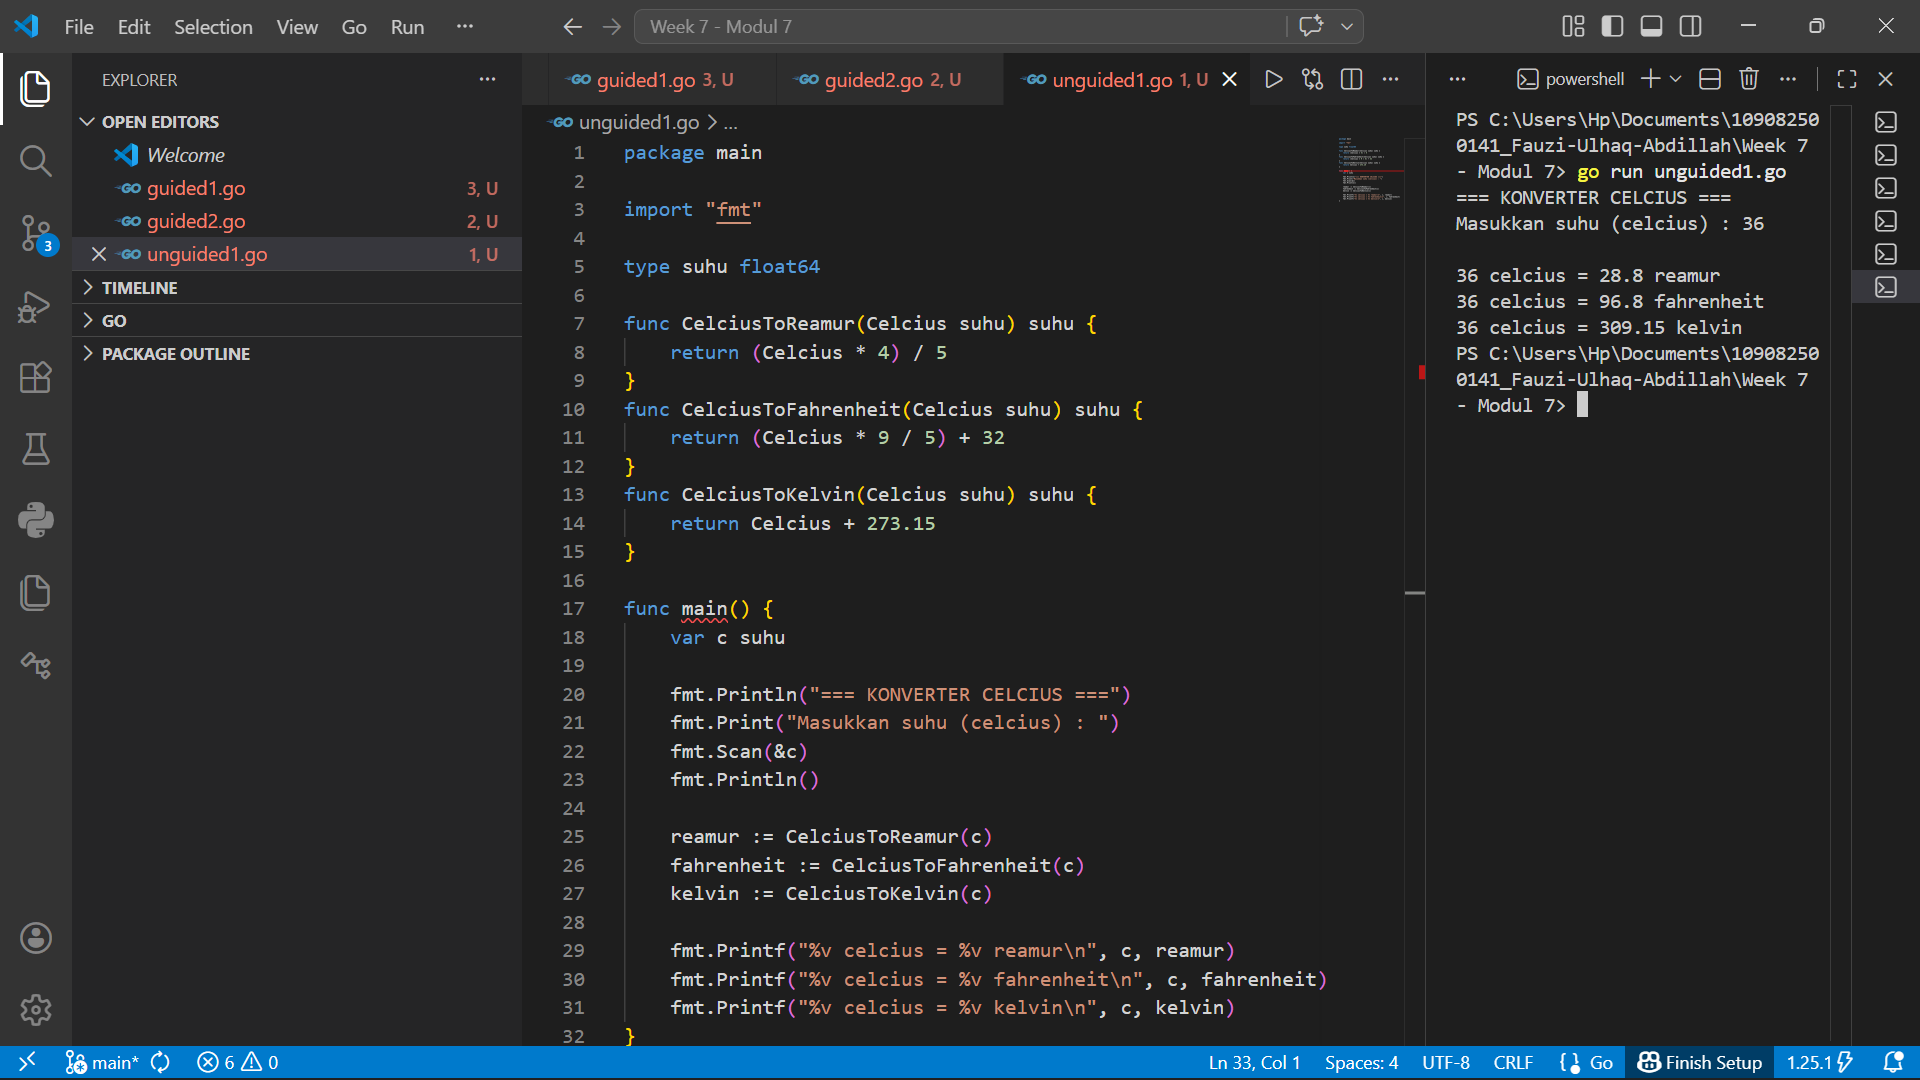 File Edit Selection View Go Run ···
Week 7 - Modul 7
EXPLORER
OPEN EDITORS
Welcome
guided1.go 3, U
guided2.go 2, U
unguided1.go 1, U
TIMELINE
GO
PACKAGE OUTLINE
3
guided1.go 3, U
guided2.go 2, U
unguided1.go 1, U
unguided1.go > ...
1 package main
2
3 import "fmt"
4
5 type suhu float64
6
7 func CelciusToReamur(Celcius suhu) suhu {
8     return (Celcius * 4) / 5
9 }
10 func CelciusToFahrenheit(Celcius suhu) suhu {
11     return (Celcius * 9 / 5) + 32
12 }
13 func CelciusToKelvin(Celcius suhu) suhu {
14     return Celcius + 273.15
15 }
16
17 func main() {
18     var c suhu
19
20     fmt.Println("=== KONVERTER CELCIUS ===")
21     fmt.Print("Masukkan suhu (celcius) : ")
22     fmt.Scan(&c)
23     fmt.Println()
24
25     reamur := CelciusToReamur(c)
26     fahrenheit := CelciusToFahrenheit(c)
27     kelvin := CelciusToKelvin(c)
28
29     fmt.Printf("%v celcius = %v reamur\n", c, reamur)
30     fmt.Printf("%v celcius = %v fahrenheit\n", c, fahrenheit)
31     fmt.Printf("%v celcius = %v kelvin\n", c, kelvin)
32 }
powershell
PS C:\Users\Hp\Documents\10908250
0141_Fauzi-Ulhaq-Abdillah\Week 7
- Modul 7> go run unguided1.go
=== KONVERTER CELCIUS ===
Masukkan suhu (celcius) : 36
36 celcius = 28.8 reamur
36 celcius = 96.8 fahrenheit
36 celcius = 309.15 kelvin
PS C:\Users\Hp\Documents\10908250
0141_Fauzi-Ulhaq-Abdillah\Week 7
- Modul 7>
main* 6 0 Ln 33, Col 1 Spaces: 4 UTF-8 CRLF Go Finish Setup 1.25.1